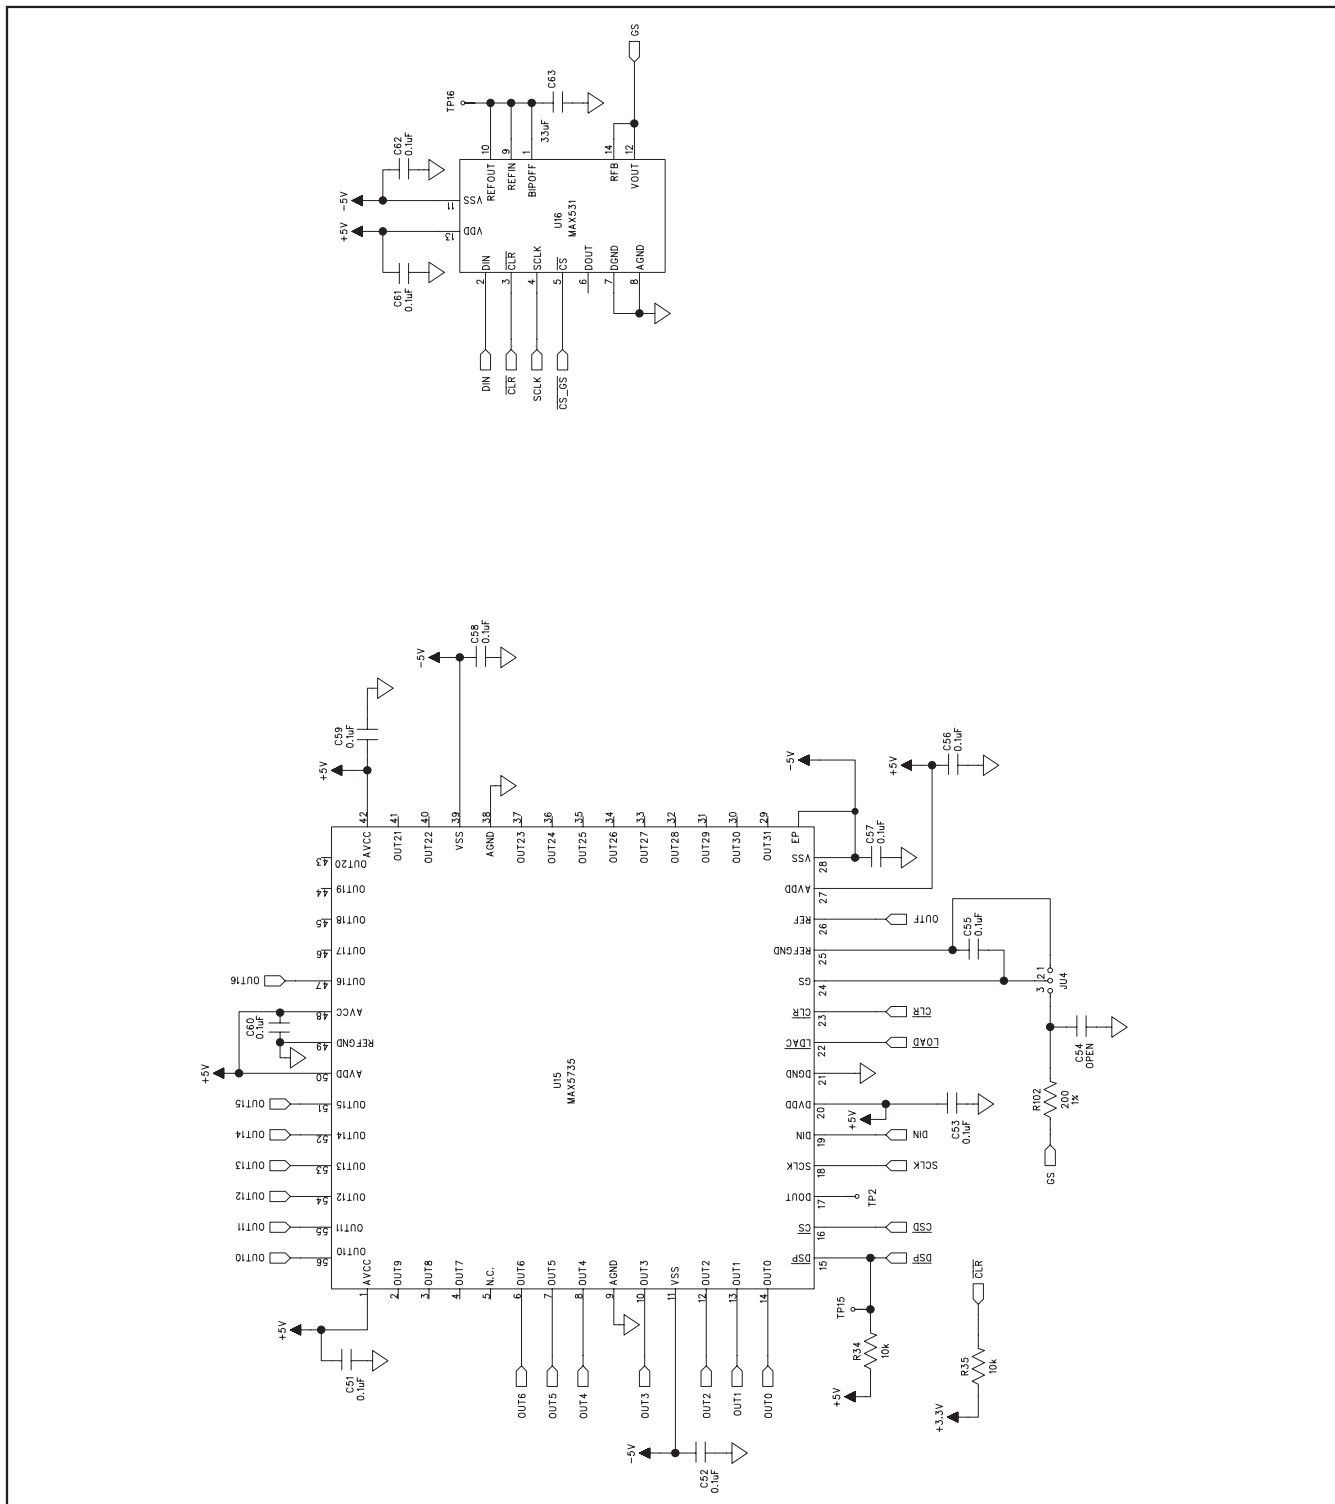 GS
TP16
C63
33uF
C62
0.1uF
10
9
1
14
12
REFOUT
REFIN
BIPOFF
RFB
VOUT
-5V
11
VSS
+5V
13
VDD
U16
MAX531
DIN
CLR
SCLK
CS
DOUT
DGND
AGND
2
3
4
5
6
7
8
C61
0.1uF
DIN
CLR
SCLK
CS_GS
-5V
C58
0.1uF
C59
0.1uF
+5V
42
41
40
39
38
37
36
35
34
33
32
31
30
29
AVCC
OUT21
OUT22
VSS
AGND
OUT23
OUT24
OUT25
OUT26
OUT27
OUT28
OUT29
OUT30
OUT31
EP
-5V
C57
0.1uF
+5V
C56
0.1uF
43
OUT20
44
OUT19
45
OUT18
46
OUT17
OUT16
47
OUT16
48
AVCC
C60
0.1uF
49
REFGND
+5V
50
AVDD
OUT15
51
OUT15
OUT14
52
OUT14
OUT13
53
OUT13
OUT12
54
OUT12
OUT11
55
OUT11
OUT10
56
OUT10
U15
MAX5735
VSS
28
AVDD
27
REF
26
OUTF
REFGND
25
C55
0.1uF
GS
24
1
2
3
JU4
CLR
23
CLR
LDAC
22
LOAD
C54
OPEN
DGND
21
R102
200
1%
GS
DVDD
20
+5V
C53
0.1uF
DIN
19
DIN
SCLK
18
SCLK
DOUT
17
TP2
CS
16
CSD
DSP
15
DSP
AVCC
OUT9
OUT8
OUT7
N.C.
OUT6
OUT5
OUT4
AGND
OUT3
VSS
OUT2
OUT1
OUT0
1
2
3
4
5
6
7
8
9
10
11
12
13
14
+5V
C51
0.1uF
OUT6
OUT5
OUT4
OUT3
OUT2
OUT1
OUT0
-5V
C52
0.1uF
TP15
R34
10k
+5V
CLR
R35
10k
+3.3V